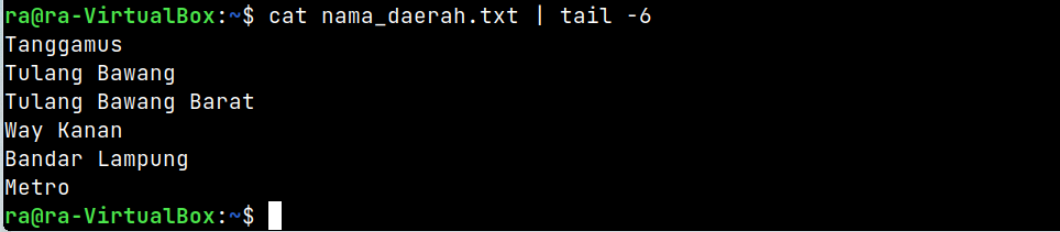 ra@ra-VirtualBox:~$ cat nama_daerah.txt | tail -6
Tanggamus
Tulang Bawang
Tulang Bawang Barat
Way Kanan
Bandar Lampung
Metro
ra@ra-VirtualBox:~$